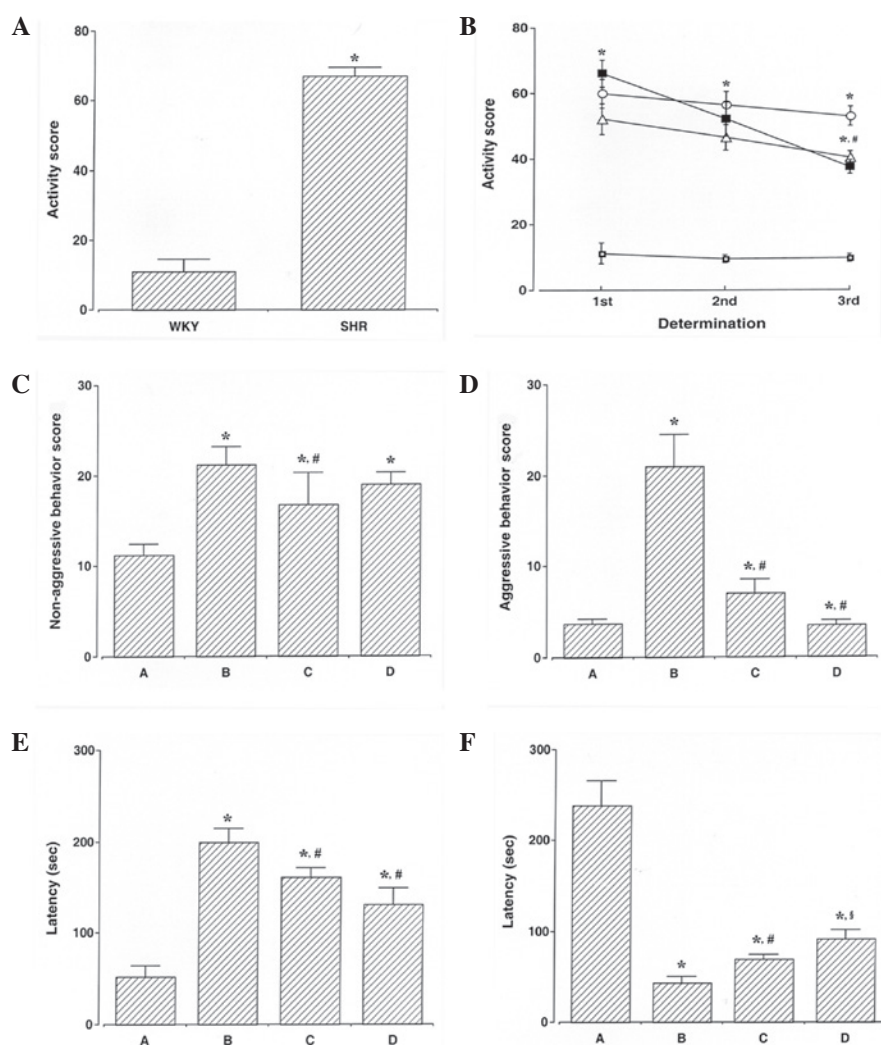 A
Activity score
80
60
40
20
0
*
WKY
SHR
B
Activity score
80
60
40
20
0
*
*
*
*, #
1st
2nd
3rd
Determination
C
Non-aggressive behavior score
30
20
10
0
*
*, #
*
A
B
C
D
D
Aggressive behavior score
30
20
10
0
*
*, #
*, #
A
B
C
D
E
Latency (sec)
300
200
100
0
*
*, #
*, #
A
B
C
D
F
Latency (sec)
300
200
100
0
*
*, #
*, §
A
B
C
D